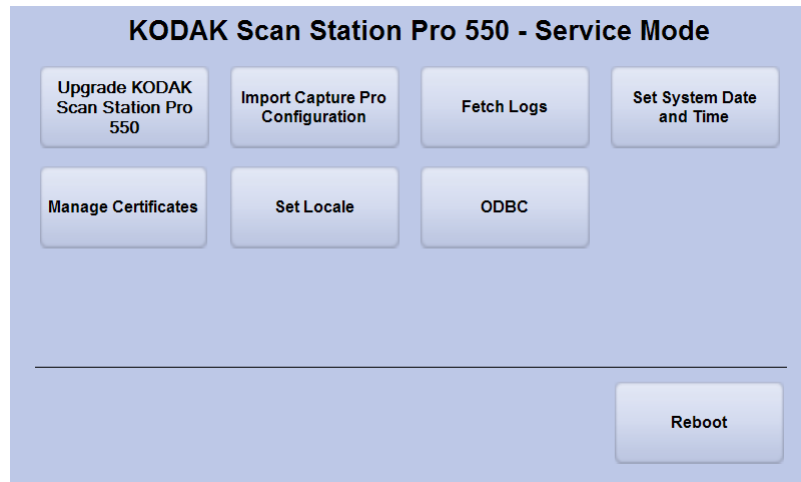 KODAK Scan Station Pro 550 - Service Mode
Upgrade KODAK
Scan Station Pro
550
Import Capture Pro
Configuration
Fetch Logs
Set System Date
and Time
Manage Certificates
Set Locale
ODBC
Reboot